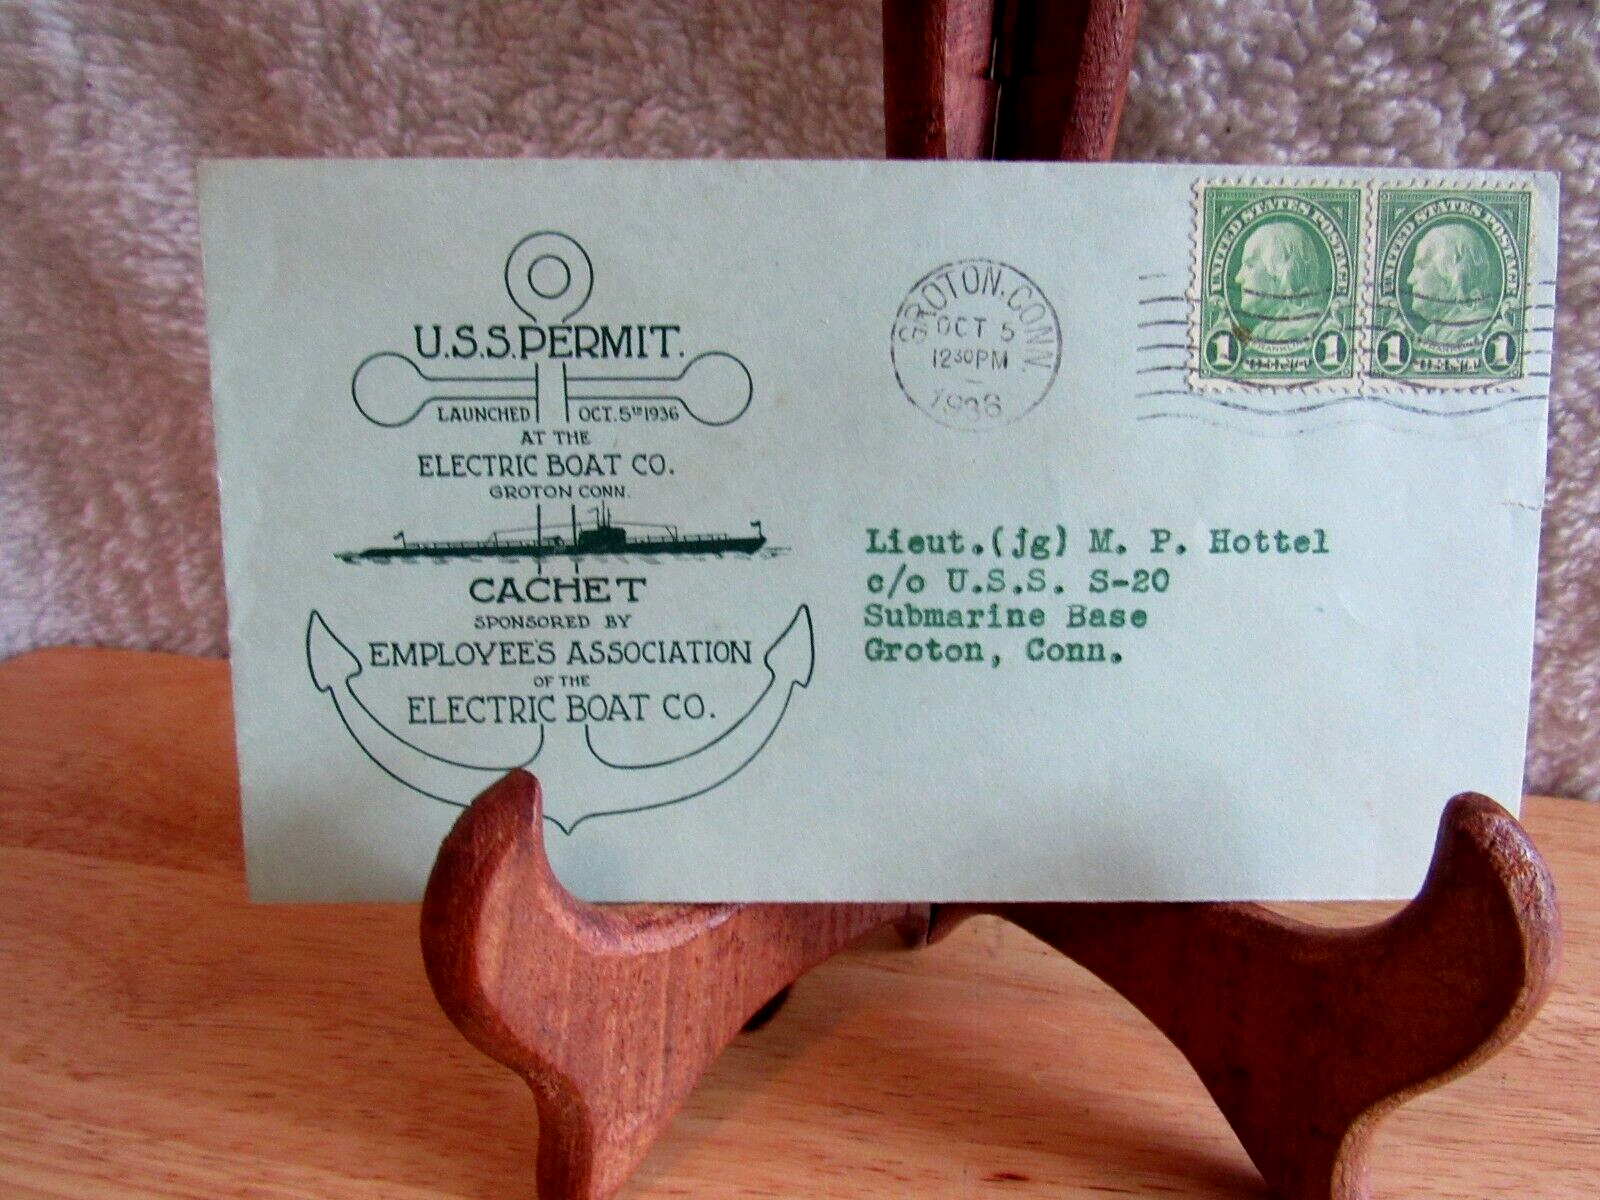 U.S.S. PERMIT.
LAUNCHED OCT. 5TH 1936
AT THE
ELECTRIC BOAT CO.
GROTON CONN.
CACHET
SPONSORED BY
EMPLOYEE'S ASSOCIATION
OF THE
ELECTRIC BOAT CO.
GROTON, CONN.
OCT 5
12 30 PM
1936
UNITED STATES POSTAGE
1 1
UNITED STATES POSTAGE
1 1
Lieut.(jg) M. P. Hottel
c/o U.S.S. S-20
Submarine Base
Groton, Conn.